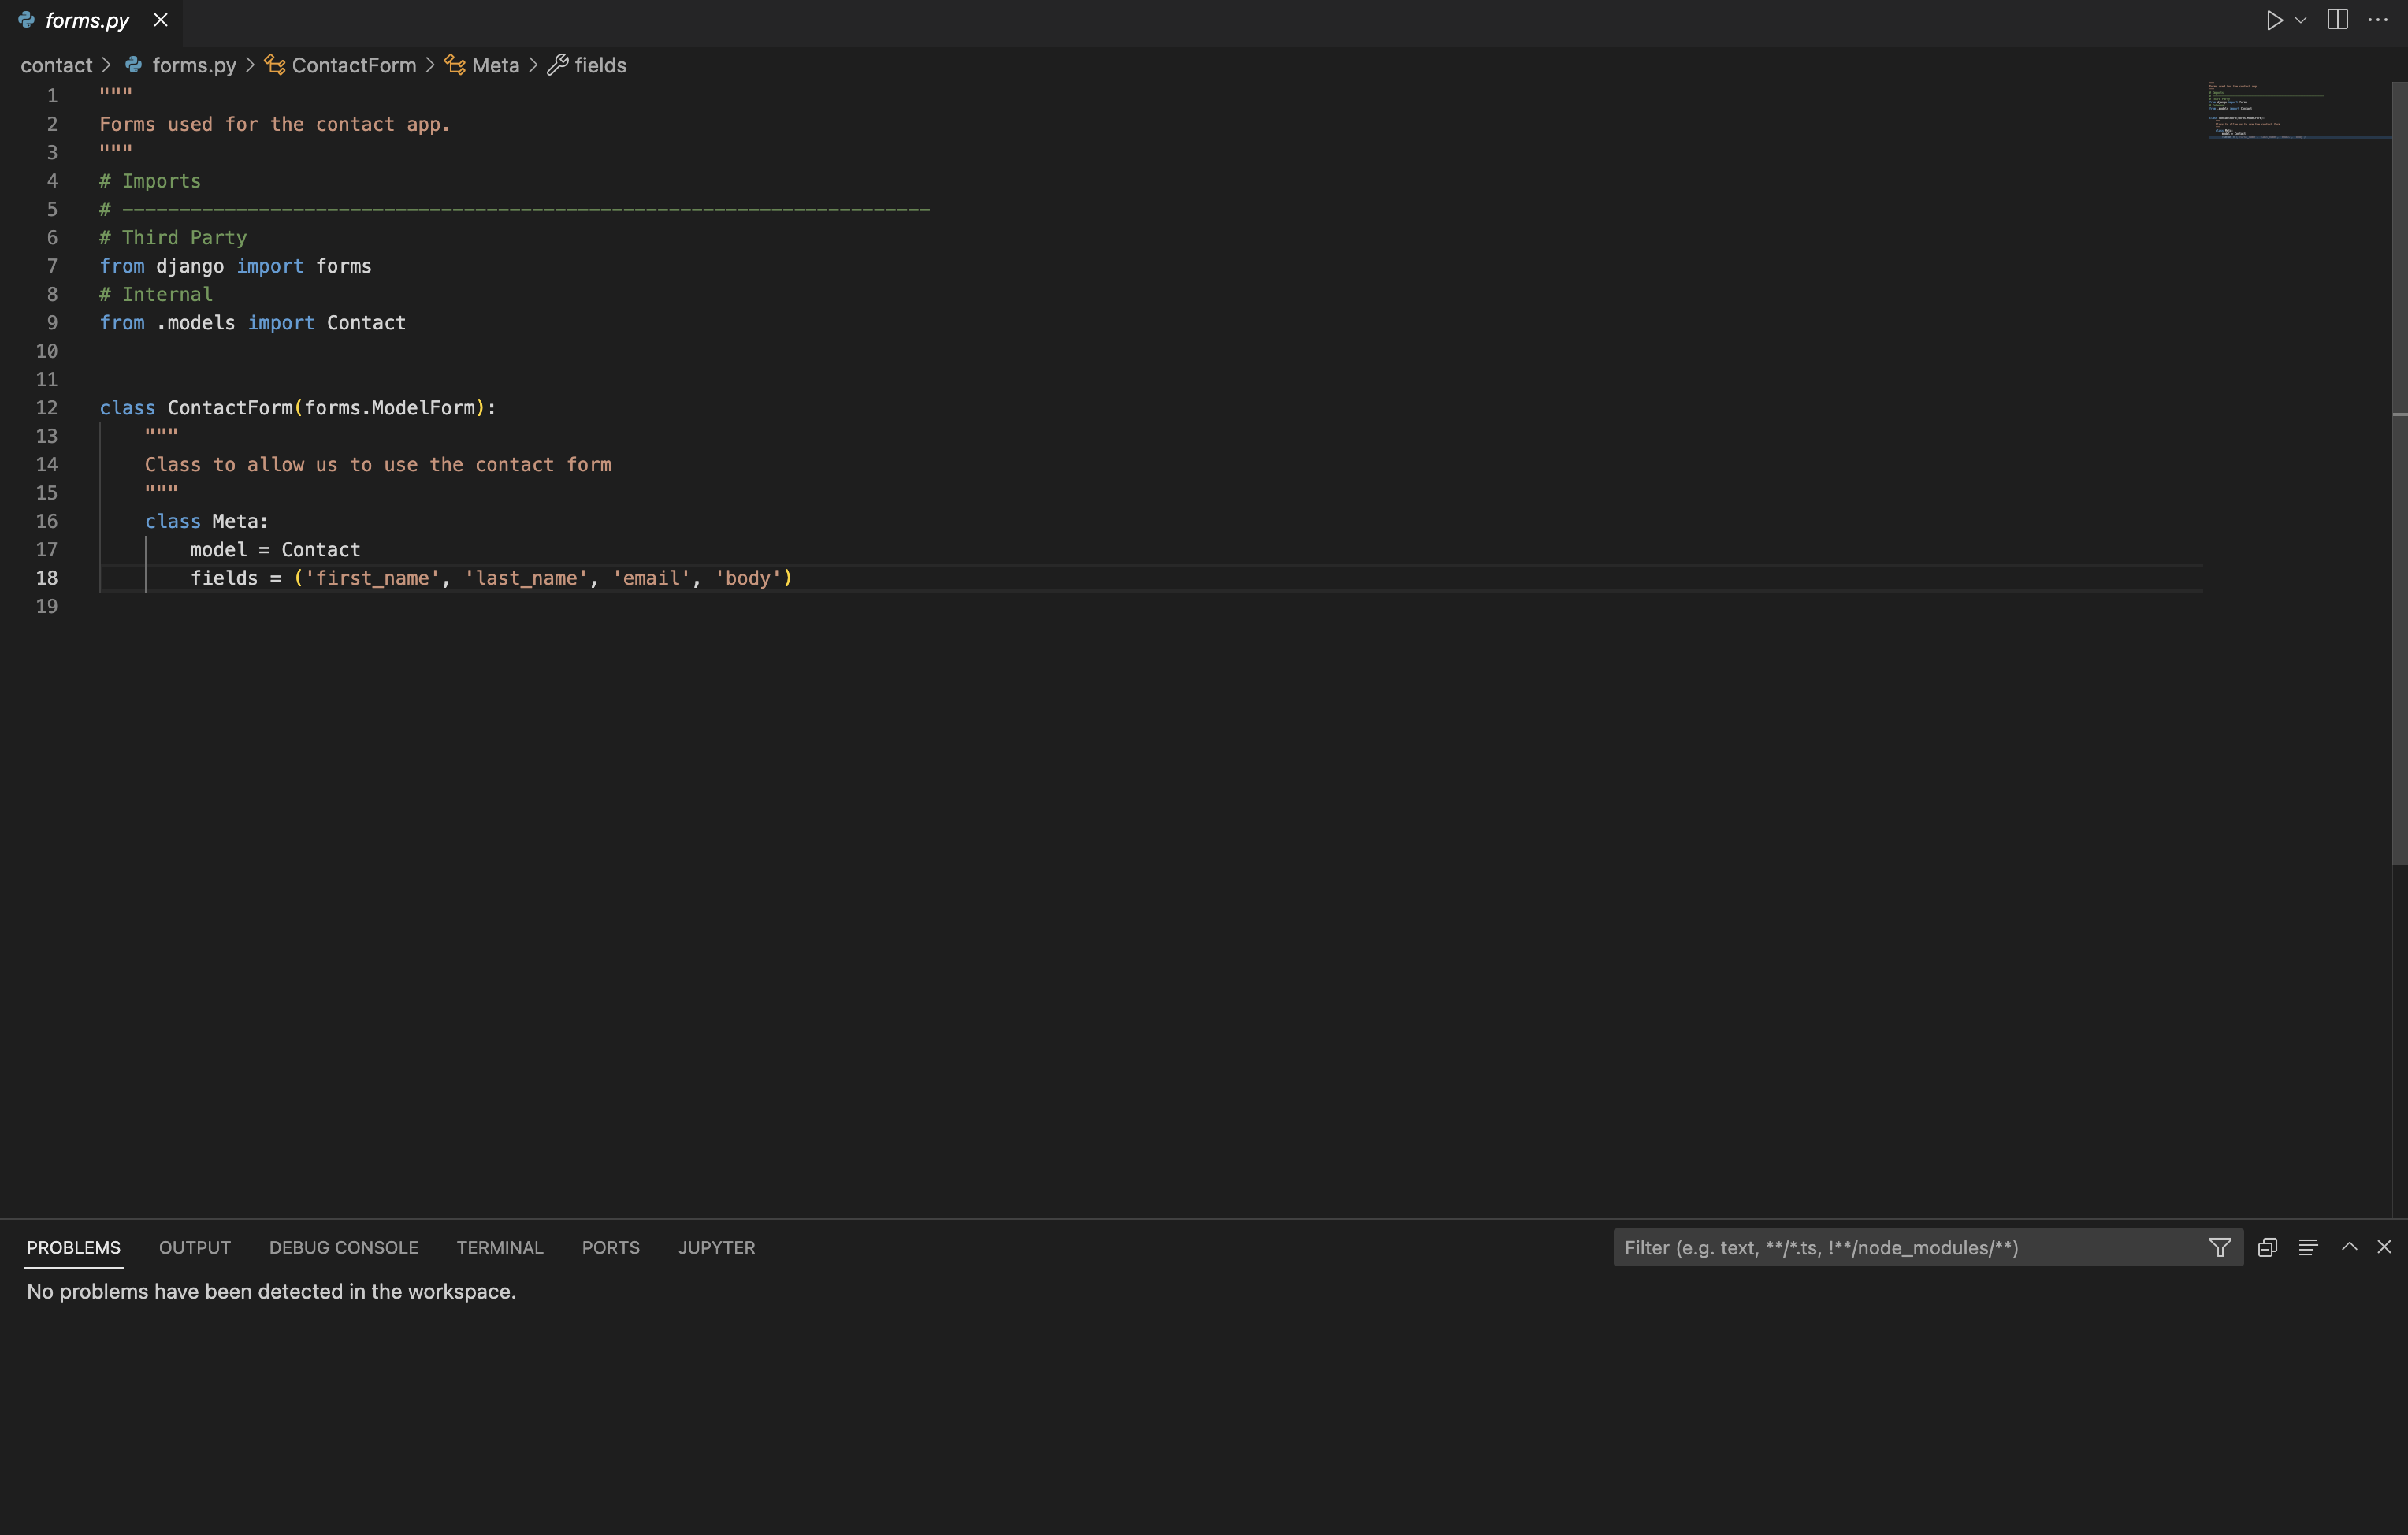 forms.py
contact > forms.py > ContactForm > Meta > fields
1 """
2 Forms used for the contact app.
3 """
4 # Imports
5 # -----------------------------------------------------------------------
6 # Third Party
7 from django import forms
8 # Internal
9 from .models import Contact
10
11
12 class ContactForm(forms.ModelForm):
13     """
14     Class to allow us to use the contact form
15     """
16     class Meta:
17         model = Contact
18         fields = ('first_name', 'last_name', 'email', 'body')
19
PROBLEMS OUTPUT DEBUG CONSOLE TERMINAL PORTS JUPYTER Filter (e.g. text, **/*.ts, !**/node_modules/**)
No problems have been detected in the workspace.